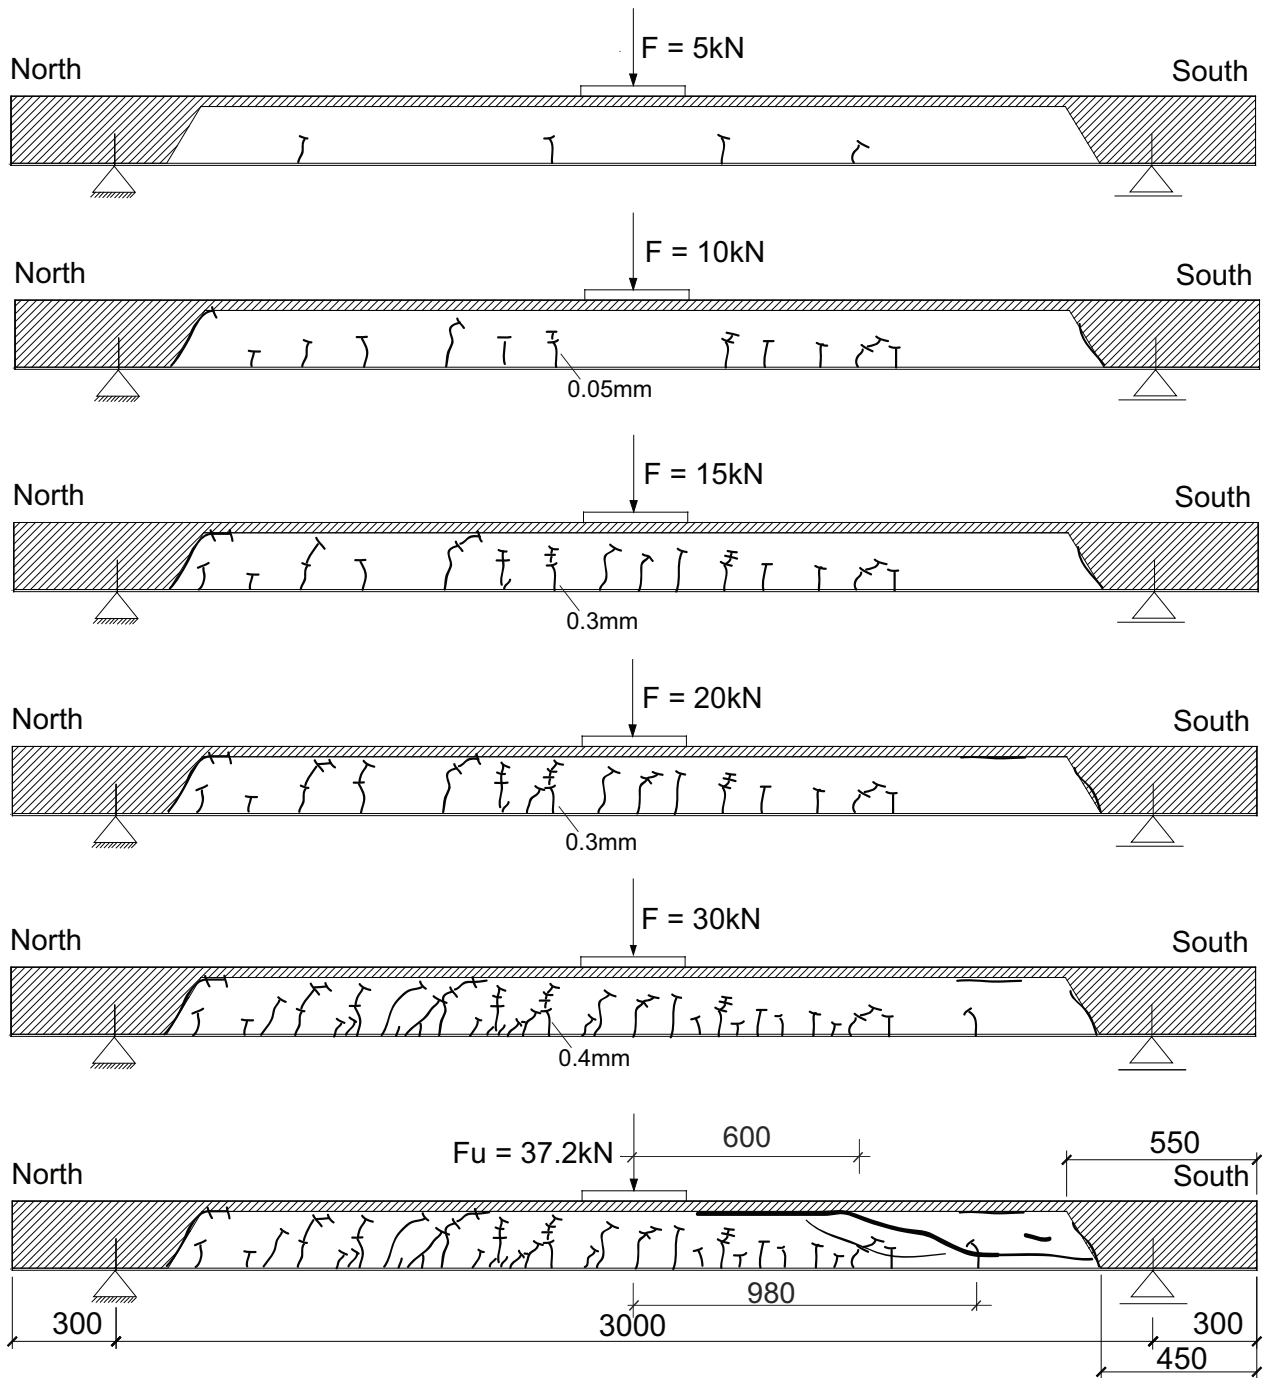 F = 5kN
North
South
F = 10kN
North
South
0.05mm
F = 15kN
North
South
0.3mm
F = 20kN
North
South
0.3mm
F = 30kN
North
South
0.4mm
Fu = 37.2kN
600
550
North
South
980
300
3000
300
450